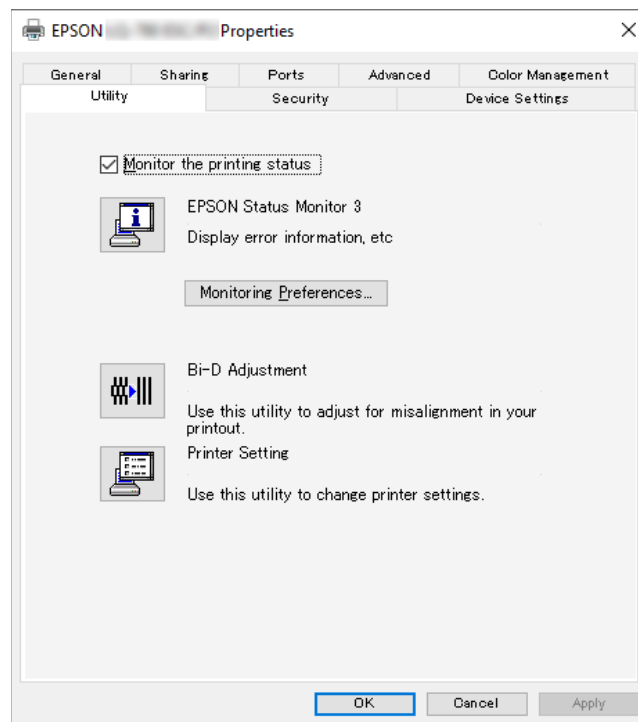 EPSON Properties
General Sharing Ports Advanced Color Management
Utility Security Device Settings
Monitor the printing status
EPSON Status Monitor 3
Display error information, etc
Monitoring Preferences...
Bi-D Adjustment
Use this utility to adjust for misalignment in your
printout.
Printer Setting
Use this utility to change printer settings.
OK Cancel Apply